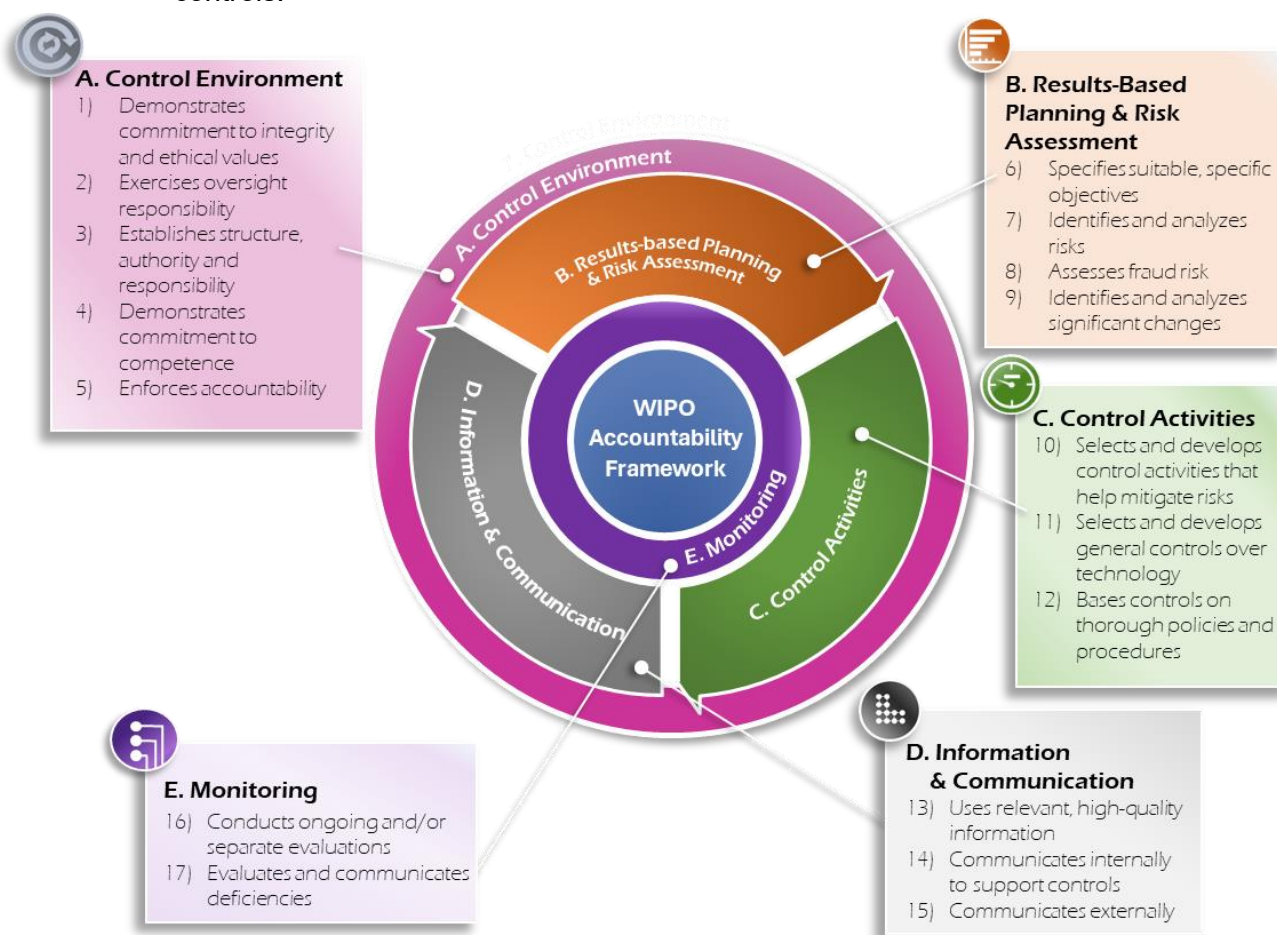 controls.
A. Control Environment
1) Demonstrates
commitment to integrity
and ethical values
2) Exercises oversight
responsibility
3) Establishes structure,
authority and
responsibility
4) Demonstrates
commitment to
competence
5) Enforces accountability
B. Results-Based
Planning & Risk
Assessment
6) Specifies suitable, specific
objectives
7) Identifies and analyzes
risks
8) Assesses fraud risk
9) Identifies and analyzes
significant changes
A. Control Environment
B. Results-based Planning
& Risk Assessment
WIPO
Accountability
Framework
D. Information & Communication
E. Monitoring
C. Control Activities
C. Control Activities
10) Selects and develops
control activities that
help mitigate risks
11) Selects and develops
general controls over
technology
12) Bases controls on
thorough policies and
procedures
E. Monitoring
16) Conducts ongoing and/or
separate evaluations
17) Evaluates and communicates
deficiencies
D. Information
& Communication
13) Uses relevant, high-quality
information
14) Communicates internally
to support controls
15) Communicates externally